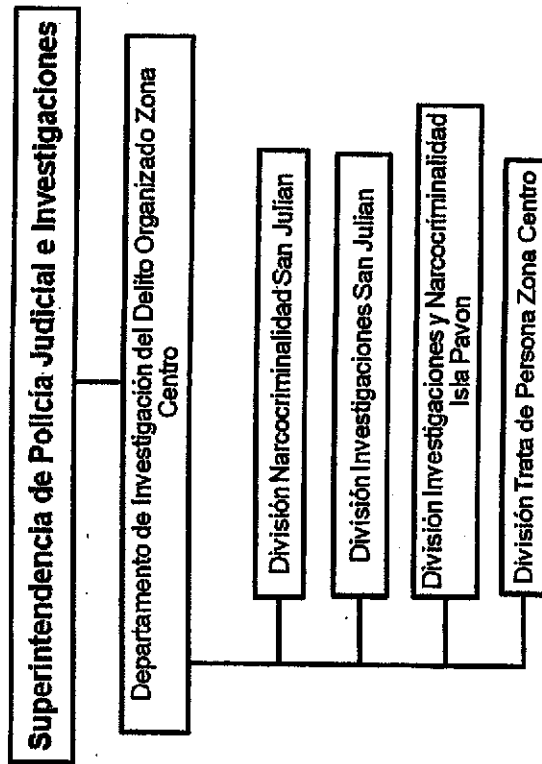 Superintendencia de Policía Judicial e Investigaciones
Departamento de Investigación del Delito Organizado Zona
Centro
División Narcocriminalidad San Julian
División Investigaciones San Julian
División Investigaciones y Narcocriminalidad
Isla Pavon
División Trata de Persona Zona Centro